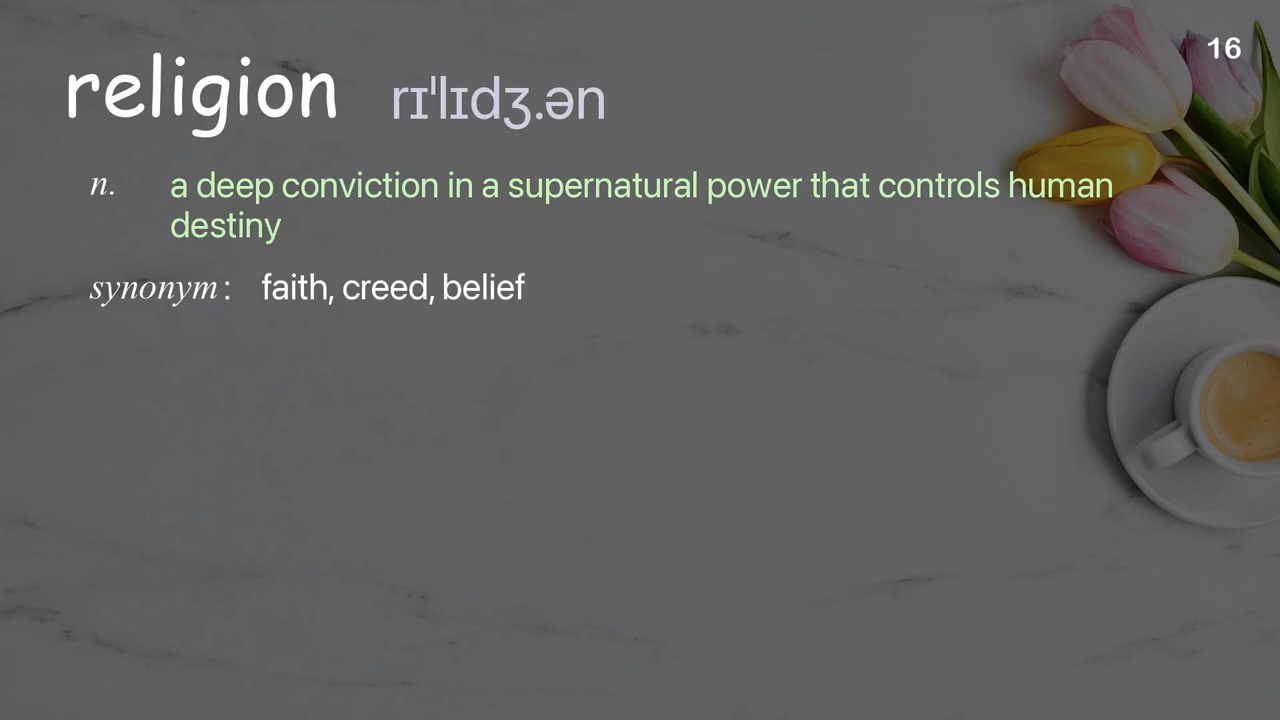 16
religion rɪˈlɪdʒ.ən
n. a deep conviction in a supernatural power that controls human
destiny
synonym : faith, creed, belief